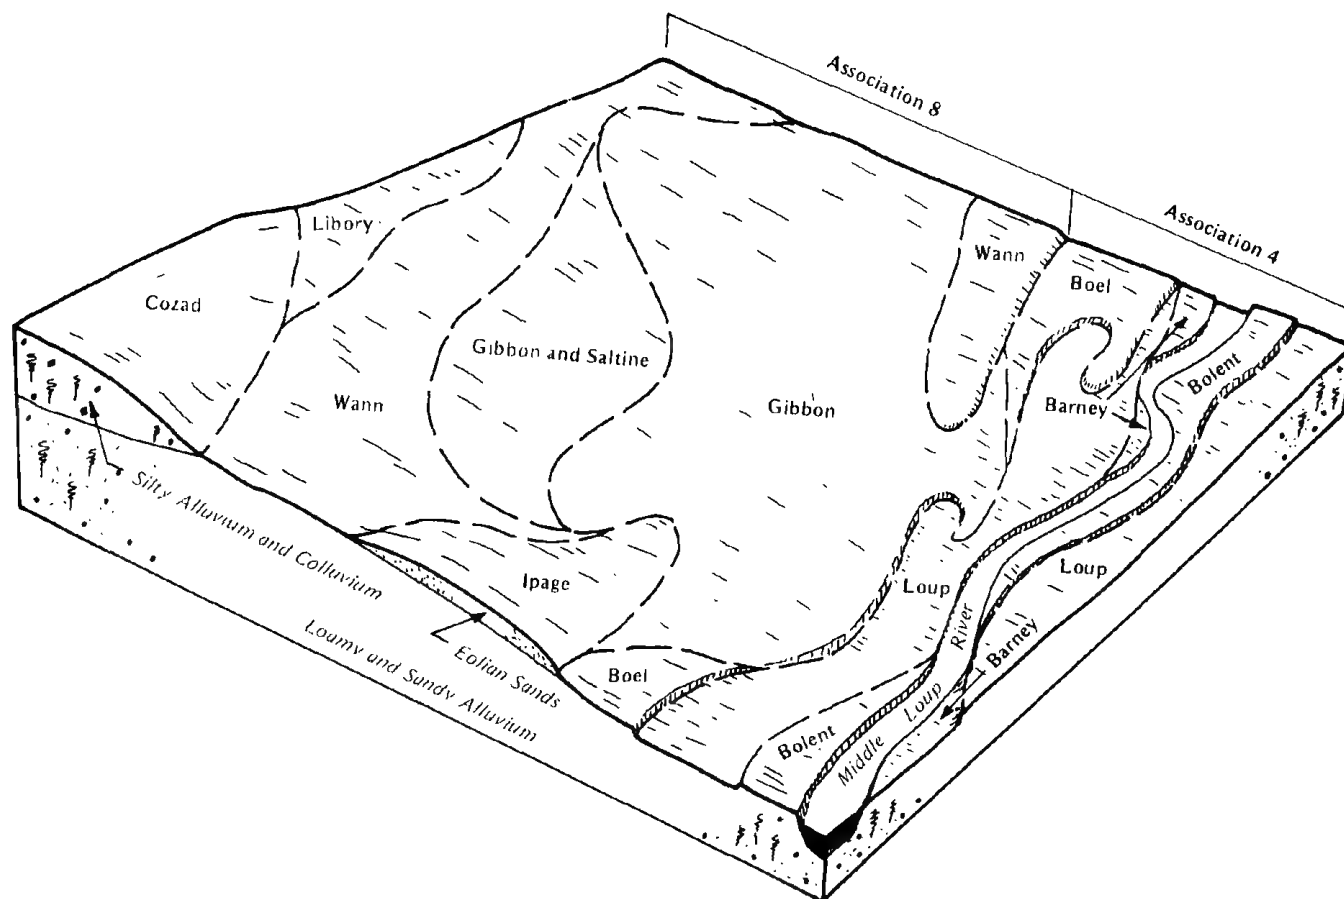 Association 8
Association 4
Libory
Wann
Boel
Cozad
Gibbon and Saltine
Bolent
Wann
Gibbon
Barney
Silty Alluvium and Colluvium
Ipage
Loup
Loup
River
Barney
Loamy and Sandy Alluvium
Eolian Sands
Boel
Loup
Bolent
Middle